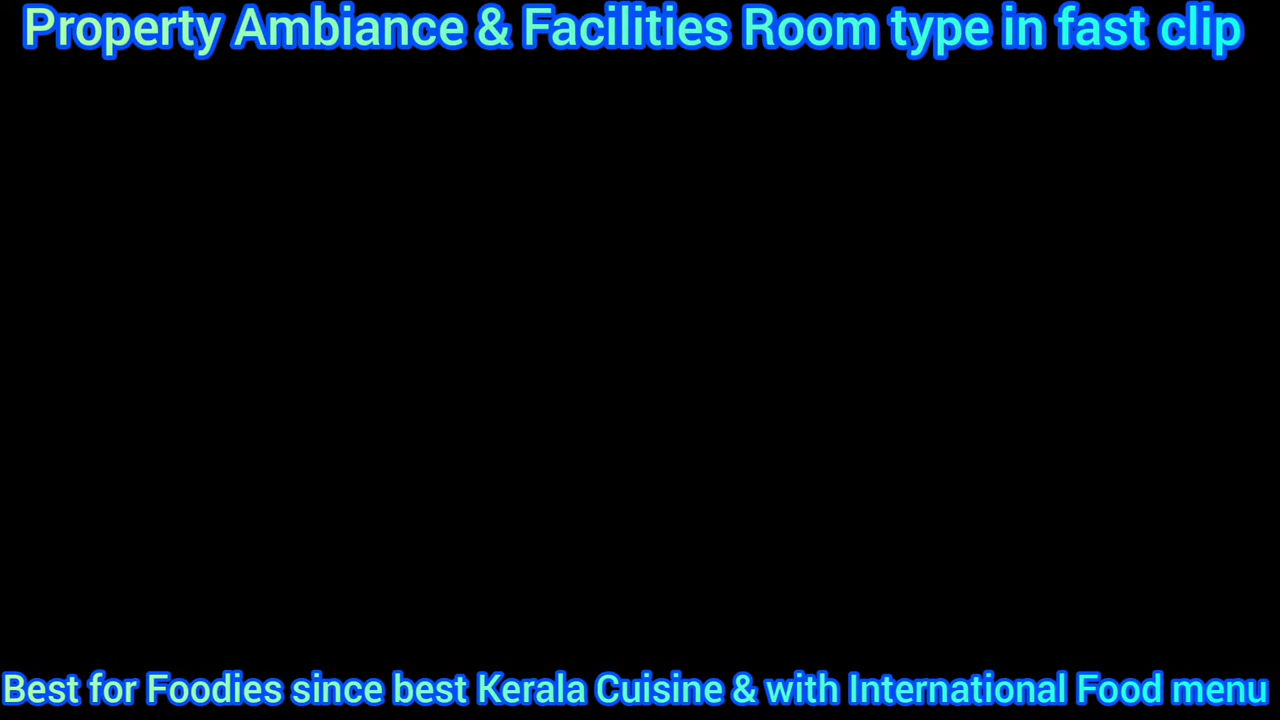 Property Ambiance & Facilities Room type in fast clip
Best for Foodies since best Kerala Cuisine & with International Food menu